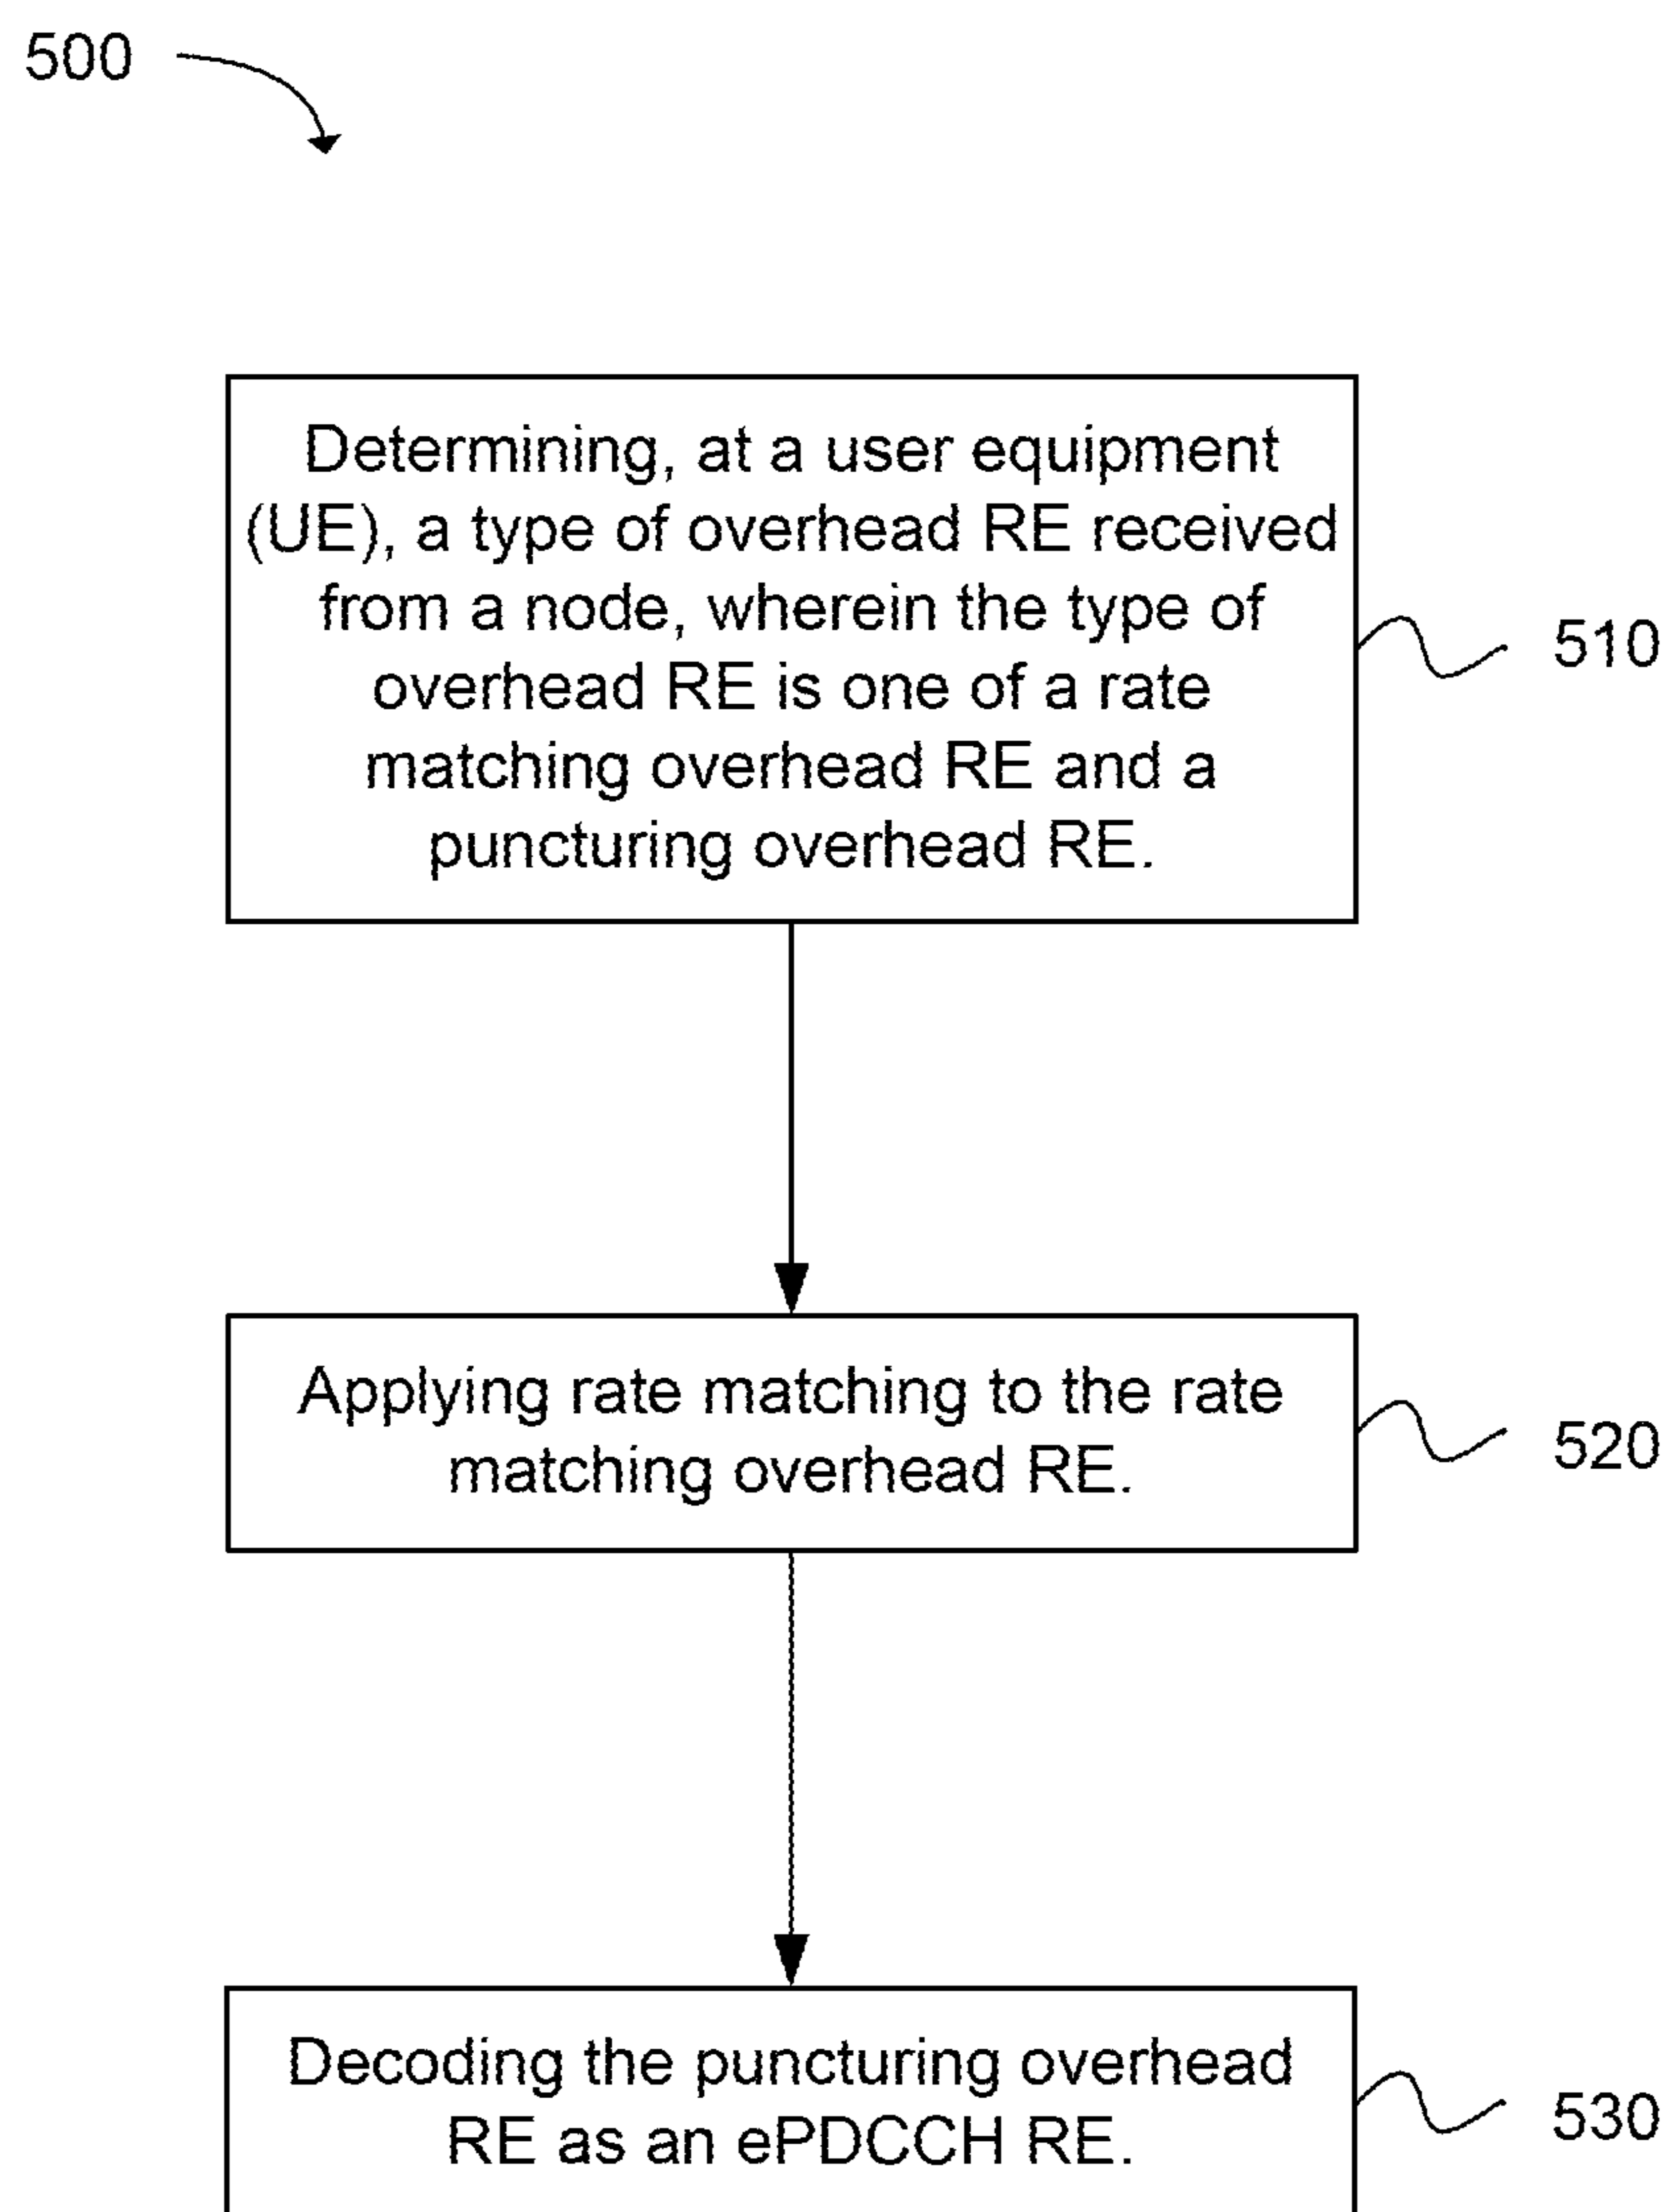 500
Determining, at a user equipment
(UE), a type of overhead RE received
from a node, wherein the type of
overhead RE is one of a rate
matching overhead RE and a
puncturing overhead RE.
510
Applying rate matching to the rate
matching overhead RE.
520
Decoding the puncturing overhead
RE as an ePDCCH RE.
530